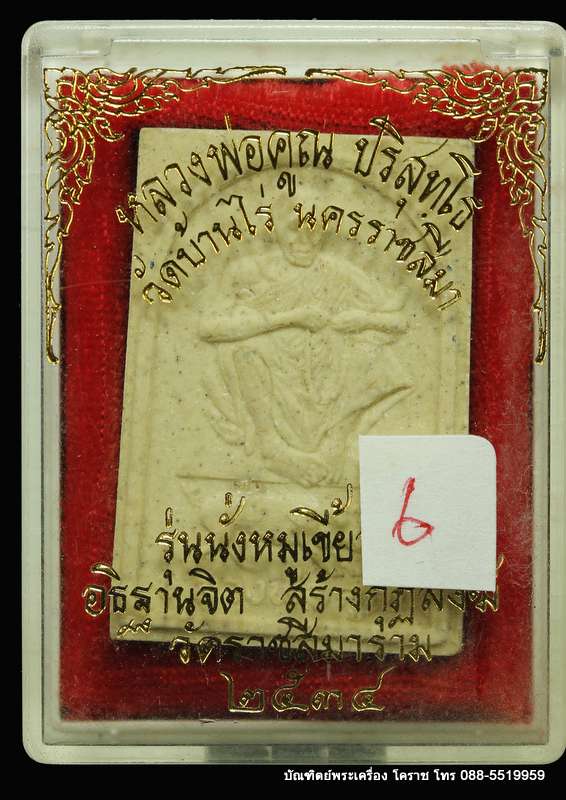 หลวงพ่อคูณ ปริสุทโธ
วัดบ้านไร่ นครราชสีมา
6
รุ่นนั่งหมูเขี้ย
อธิฐานจิต สร้างกุฏิสงฆ์
วัดราชสีมาราม
๒๕๓๔
บัณฑิตย์พระเครื่อง โคราช โทร 088-5519959